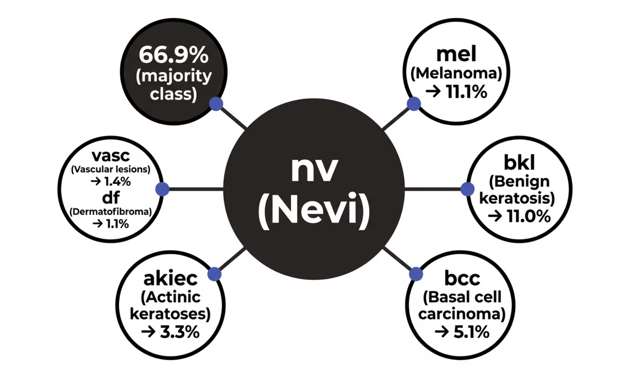 66.9%
(majority
class)
mel
(Melanoma)
→ 11.1%
vasc
(Vascular lesions)
→ 1.4%
df
(Dermatofibroma)
→ 1.1%
nv
(Nevi)
bkl
(Benign
keratosis)
→ 11.0%
akiec
(Actinic
keratoses)
→ 3.3%
bcc
(Basal cell
carcinoma)
→ 5.1%